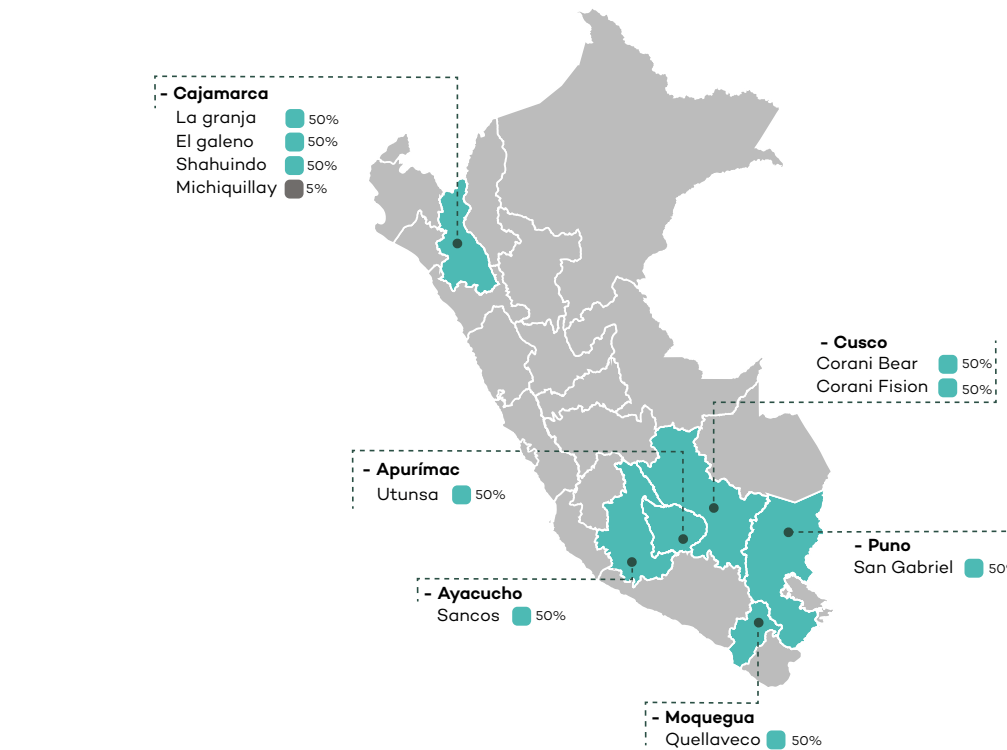 - Cajamarca
La granja 50%
El galeno 50%
Shahuindo 50%
Michiquillay 5%
- Cusco
Corani Bear 50%
Corani Fision 50%
- Apurímac
Utunsa 50%
- Puno
San Gabriel 50
- Ayacucho
Sancos 50%
- Moquegua
Quellaveco 50%